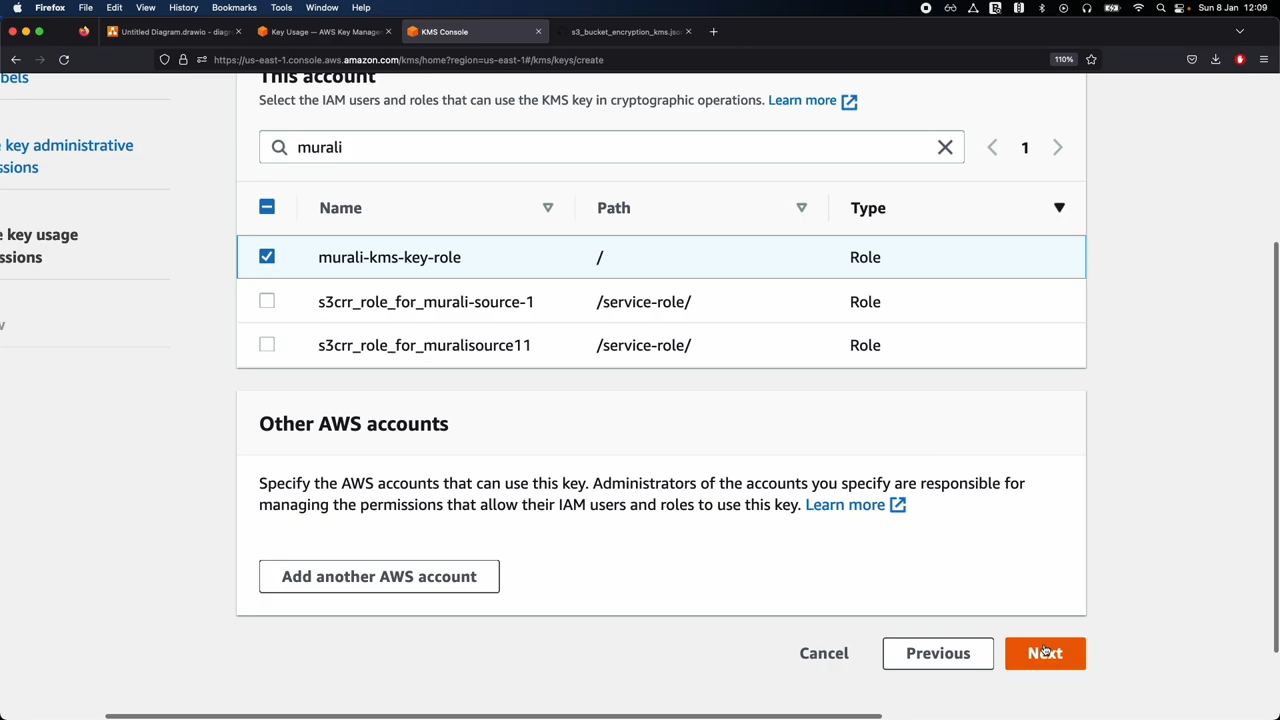 Firefox File Edit View History Bookmarks Tools Window Help Sun 8 Jan 12:09
Untitled Diagram.drawio - diagr
Key Usage — AWS Key Manage
KMS Console
s3_bucket_encryption_kms.jso
https://us-east-1.console.aws.amazon.com/kms/home?region=us-east-1#/kms/keys/create 110%
bels
e key administrative
ssions
e key usage
ssions
v
This account
Select the IAM users and roles that can use the KMS key in cryptographic operations. Learn more
murali
1
Name Path Type
murali-kms-key-role / Role
s3crr_role_for_murali-source-1 /service-role/ Role
s3crr_role_for_muralisource11 /service-role/ Role
Other AWS accounts
Specify the AWS accounts that can use this key. Administrators of the accounts you specify are responsible for
managing the permissions that allow their IAM users and roles to use this key. Learn more
Add another AWS account
Cancel Previous Next